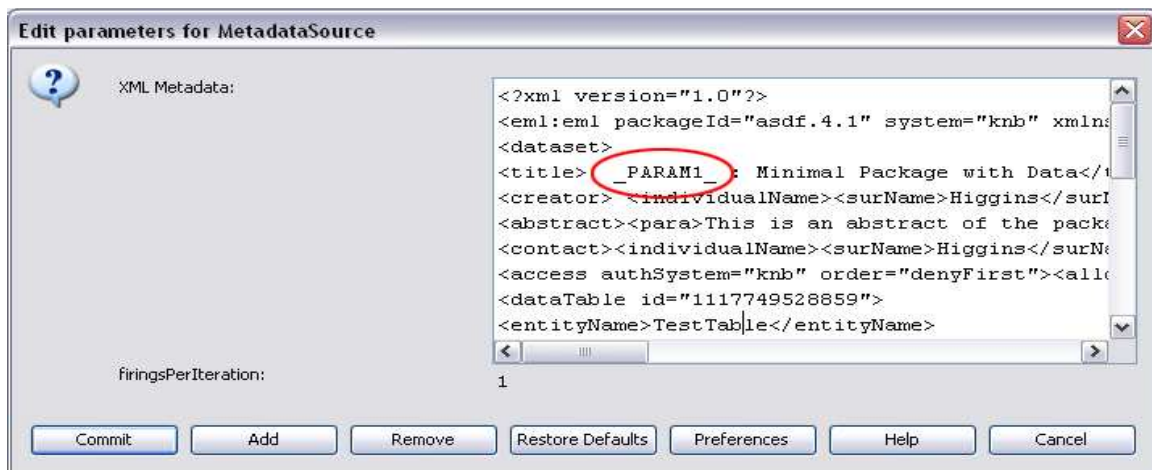 Edit parameters for MetadataSource
XML Metadata:
<?xml version="1.0"?>
<eml:eml packageId="asdf.4.1" system="knb" xmlns
<dataset>
<title> _PARAM1_ : Minimal Package with Data</t
<creator> <individualName><surName>Higgins</surN
<abstract><para>This is an abstract of the packa
<contact><individualName><surName>Higgins</surNa
<access authSystem="knb" order="denyFirst"><allo
<dataTable id="1117749528859">
<entityName>TestTable</entityName>
firingsPerIteration:
1
Commit Add Remove Restore Defaults Preferences Help Cancel